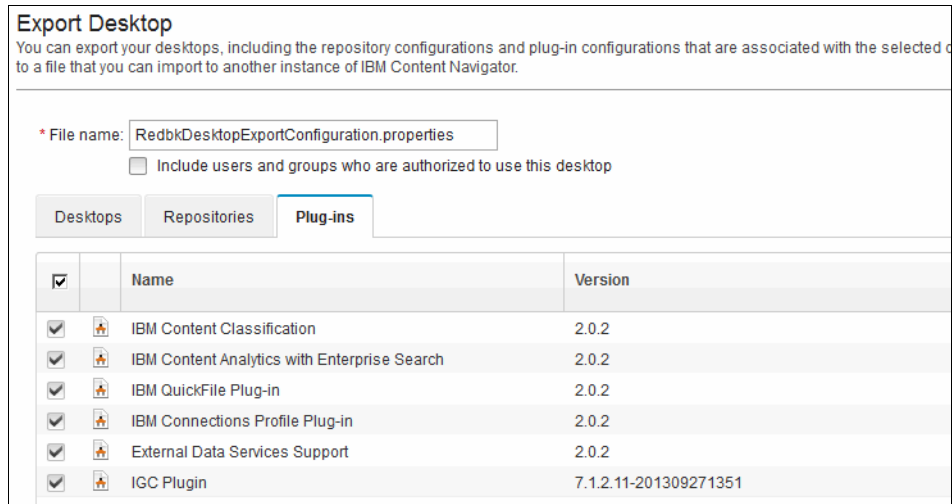 Export Desktop
You can export your desktops, including the repository configurations and plug-in configurations that are associated with the selected
to a file that you can import to another instance of IBM Content Navigator.
* File name: RedbkDesktopExportConfiguration.properties
Include users and groups who are authorized to use this desktop
Desktops Repositories Plug-ins
Name Version
IBM Content Classification 2.0.2
IBM Content Analytics with Enterprise Search 2.0.2
IBM QuickFile Plug-in 2.0.2
IBM Connections Profile Plug-in 2.0.2
External Data Services Support 2.0.2
IGC Plugin 7.1.2.11-201309271351